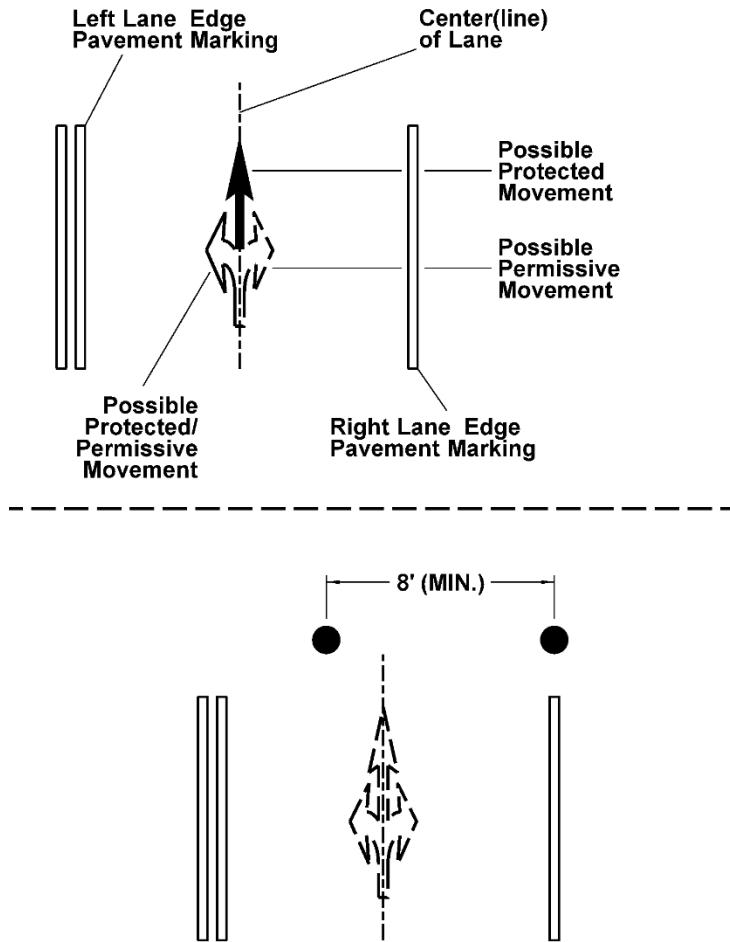 Left Lane Edge
Pavement Marking
Center(line)
of Lane
Possible
Protected
Movement
Possible
Permissive
Movement
Possible
Protected/
Permissive
Movement
Right Lane Edge
Pavement Marking
8' (MIN.)